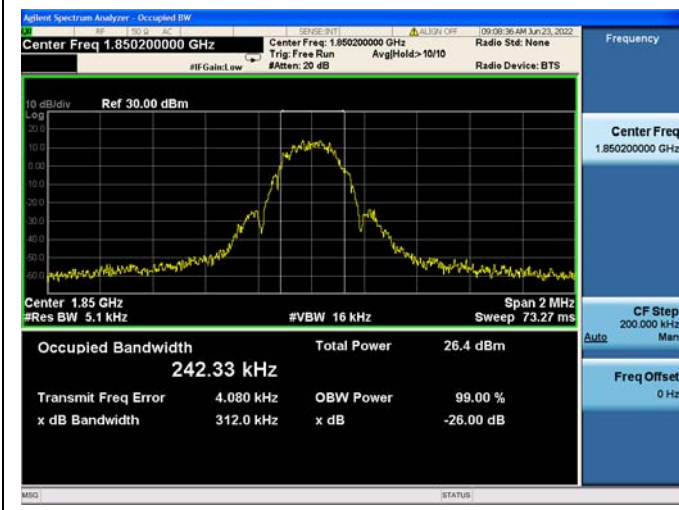 Agilent Spectrum Analyzer - Occupied BW
RF 50 Ω AC SENSE:INT ALIGN OFF 09:08:36 AM Jun 23, 2022
Center Freq 1.850200000 GHz
Center Freq: 1.850200000 GHz Radio Std: None
Trig: Free Run Avg|Hold:>10/10
#IFGain:Low #Atten: 20 dB Radio Device: BTS
Frequency
10 dB/div Ref 30.00 dBm
Log
20.0
10.0
0.00
-10.0
-20.0
-30.0
-40.0
-50.0
-60.0
Center 1.85 GHz Span 2 MHz
#Res BW 5.1 kHz #VBW 16 kHz Sweep 73.27 ms
Occupied Bandwidth Total Power 26.4 dBm
242.33 kHz
Transmit Freq Error 4.080 kHz OBW Power 99.00 %
x dB Bandwidth 312.0 kHz x dB -26.00 dB
Center Freq
1.850200000 GHz
CF Step
200.000 kHz
Auto Man
Freq Offset
0 Hz
MSG STATUS